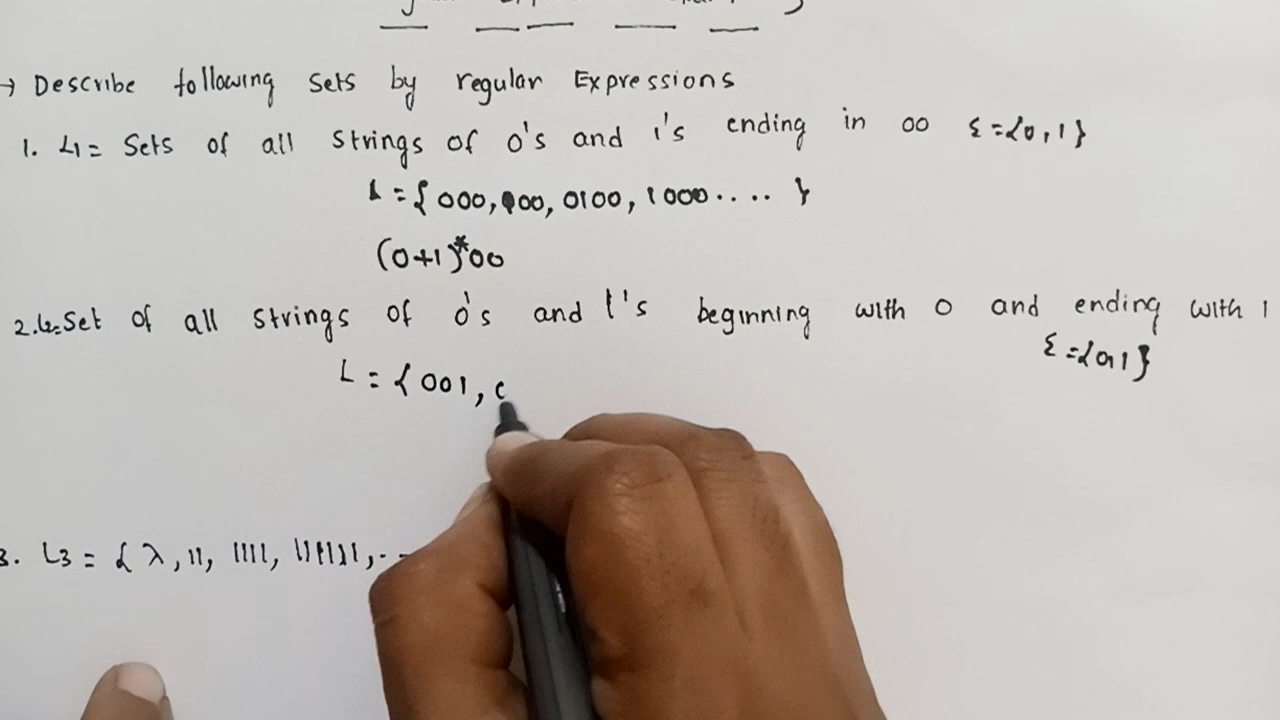 → Describe following sets by regular Expressions
1. L1 = Sets of all strings of 0's and 1's ending in 00 Σ = {0,1}
L = { 000, 100, 0100, 1000.... }
(0+1)*00
2. L2 = Set of all strings of 0's and 1's beginning with 0 and ending with 1
Σ = {0,1}
L = { 001, 0
3. L3 = { λ, 11, 1111, 111111, . -